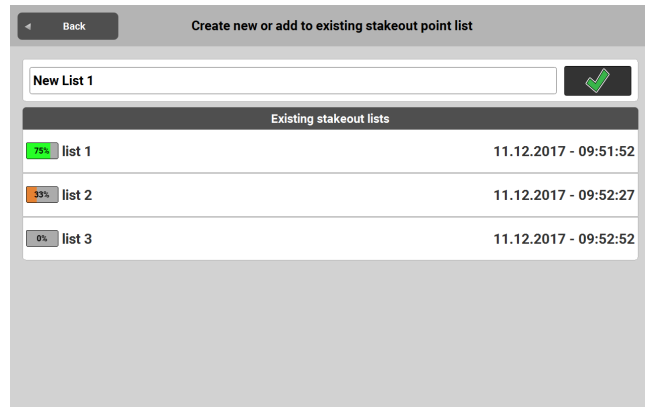 Back
Create new or add to existing stakeout point list
New List 1
Existing stakeout lists
75% list 1 11.12.2017 - 09:51:52
33% list 2 11.12.2017 - 09:52:27
0% list 3 11.12.2017 - 09:52:52